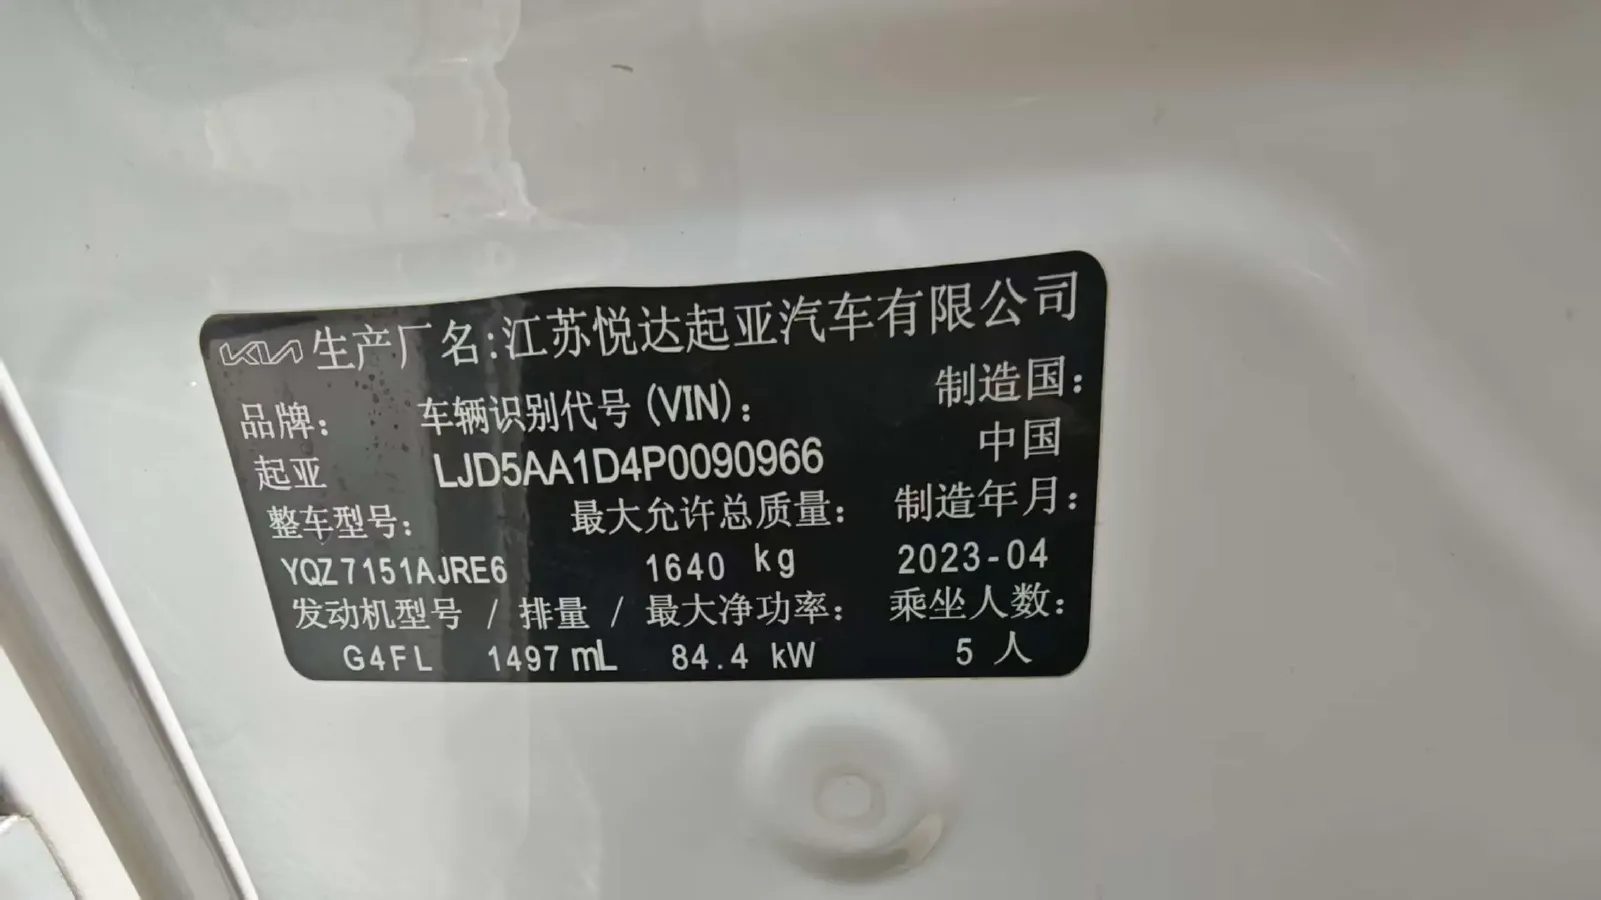 KIA 生产厂名:江苏悦达起亚汽车有限公司
品牌: 车辆识别代号(VIN): 制造国:
起亚 LJD5AA1D4P0090966 中国
整车型号: 最大允许总质量: 制造年月:
YQZ7151AJRE6 1640 kg 2023-04
发动机型号 / 排量 / 最大净功率: 乘坐人数:
G4FL 1497mL 84.4 kW 5 人